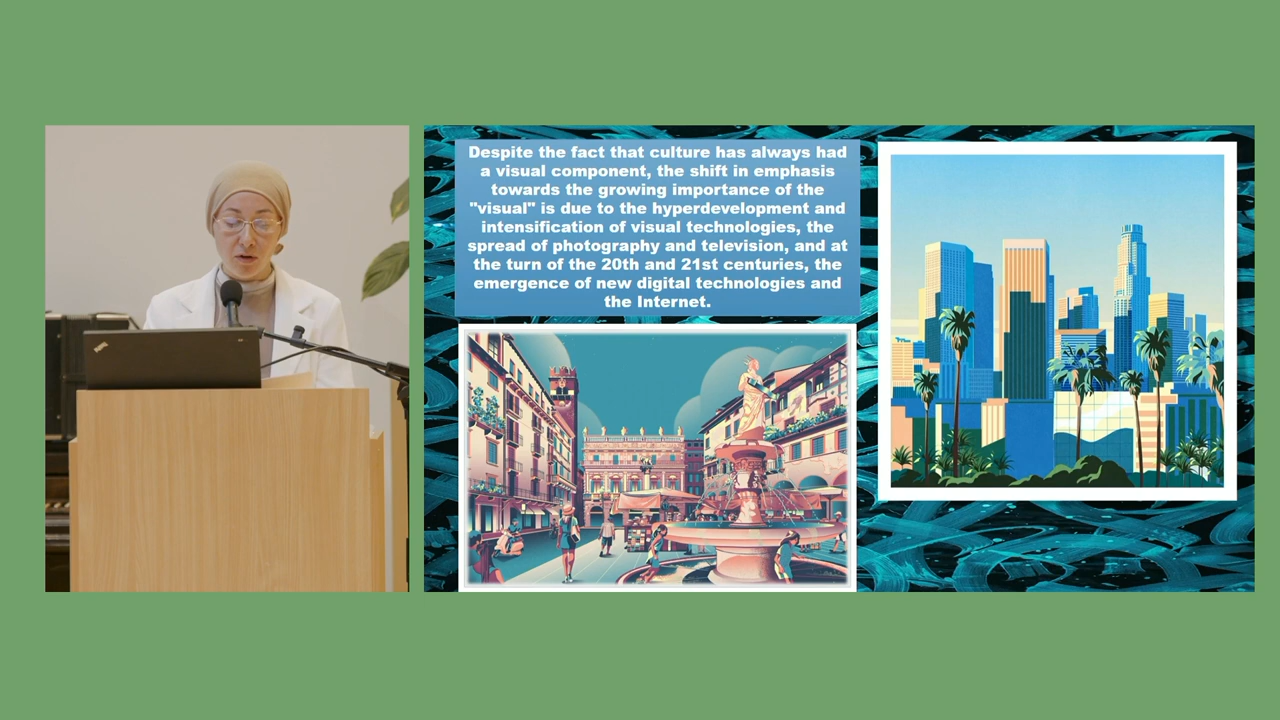 Despite the fact that culture has always had
a visual component, the shift in emphasis
towards the growing importance of the
"visual" is due to the hyperdevelopment and
intensification of visual technologies, the
spread of photography and television, and at
the turn of the 20th and 21st centuries, the
emergence of new digital technologies and
the Internet.